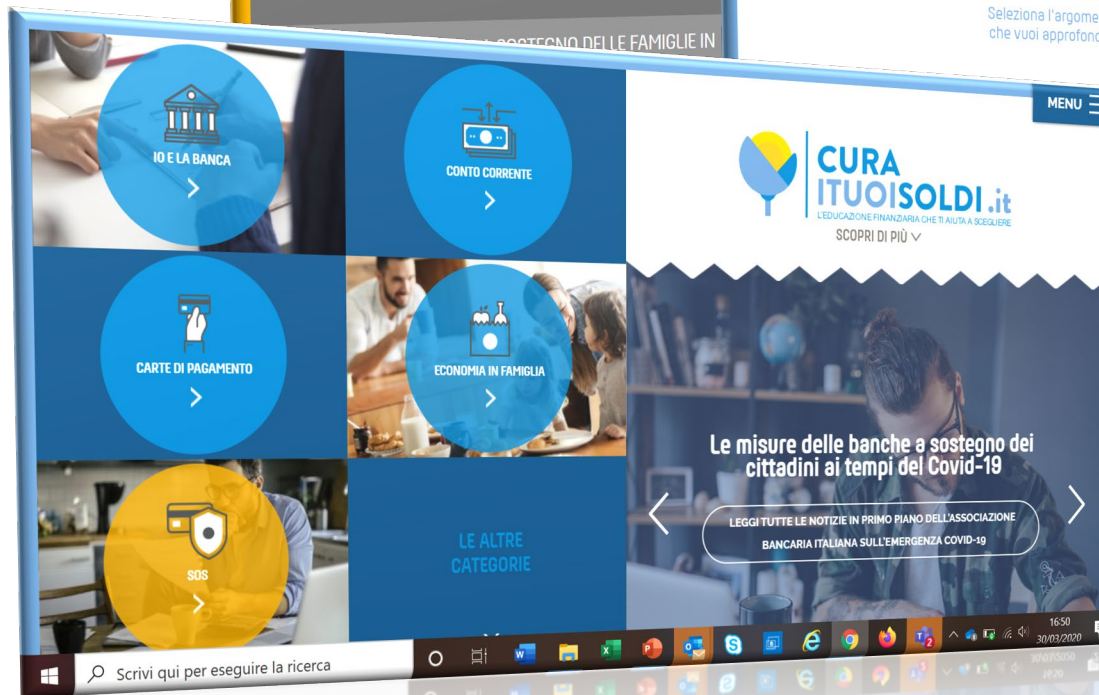 SOSTEGNO DELLE FAMIGLIE IN
Seleziona l'argome
che vuoi approfond
IO E LA BANCA
CONTO CORRENTE
CARTE DI PAGAMENTO
ECONOMIA IN FAMIGLIA
SOS
LE ALTRE
CATEGORIE
MENU
CURA
ITUOISOLDI.it
L'EDUCAZIONE FINANZIARIA CHE TI AIUTA A SCEGLIERE
SCOPRI DI PIÙ
Le misure delle banche a sostegno dei
cittadini ai tempi del Covid-19
LEGGI TUTTE LE NOTIZIE IN PRIMO PIANO DELL'ASSOCIAZIONE
BANCARIA ITALIANA SULL'EMERGENZA COVID-19
Scrivi qui per eseguire la ricerca
16:50
30/03/2020